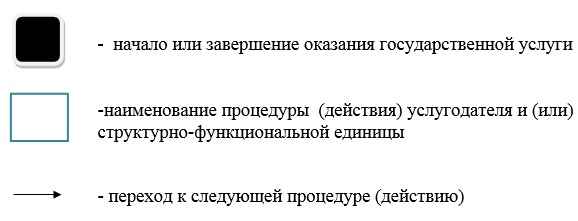 - начало или завершение оказания государственной услуги
-наименование процедуры (действия) услугодателя и (или)
структурно-функциональной единицы
- переход к следующей процедуре (действию)